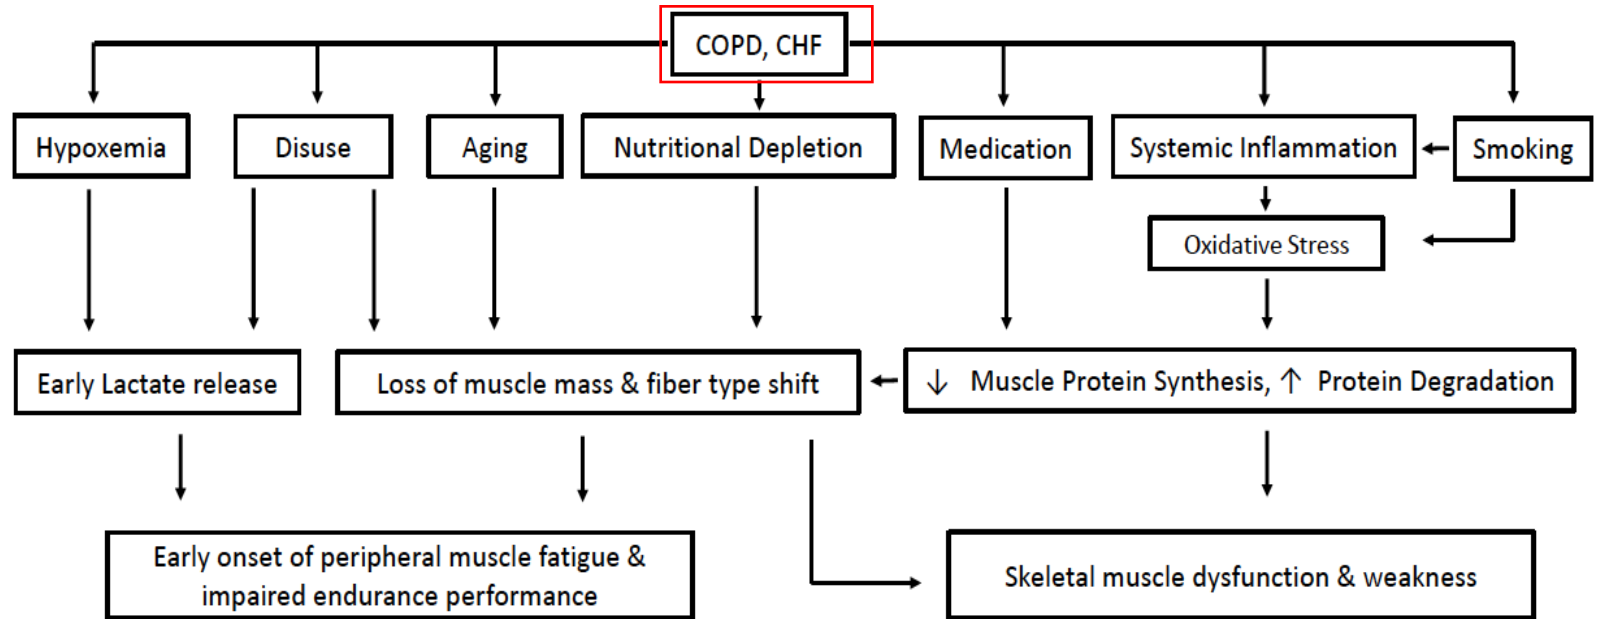 COPD, CHF
Hypoxemia
Disuse
Aging
Nutritional Depletion
Medication
Systemic Inflammation
Smoking
Oxidative Stress
Early Lactate release
Loss of muscle mass & fiber type shift
↓ Muscle Protein Synthesis, ↑ Protein Degradation
Early onset of peripheral muscle fatigue &
impaired endurance performance
Skeletal muscle dysfunction & weakness